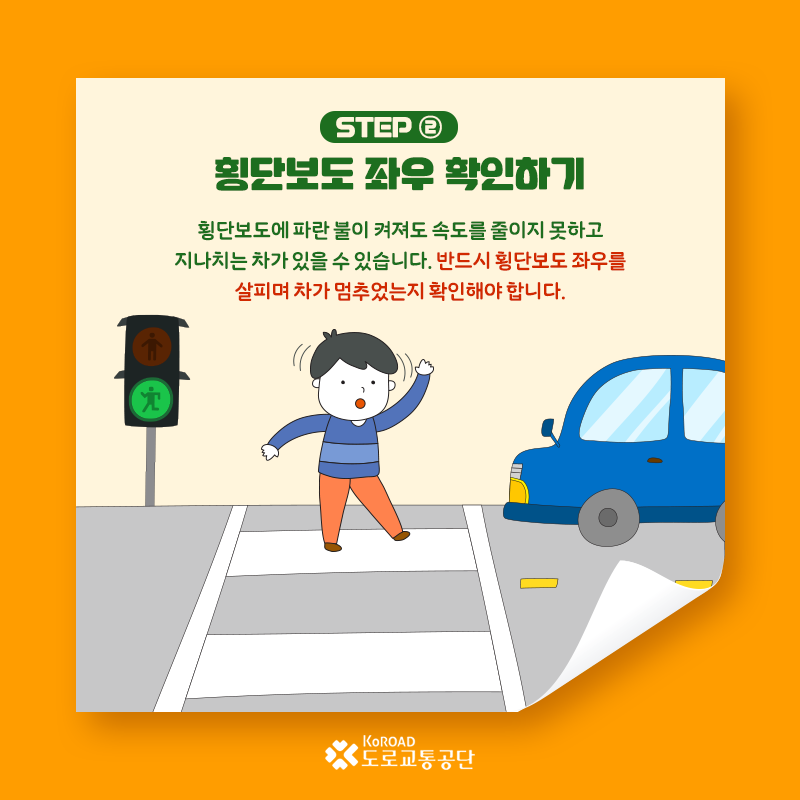 STEP ②
횡단보도 좌우 확인하기
횡단보도에 파란 불이 켜져도 속도를 줄이지 못하고
지나치는 차가 있을 수 있습니다. 반드시 횡단보도 좌우를
살피며 차가 멈추었는지 확인해야 합니다.
KoROAD
도로교통공단